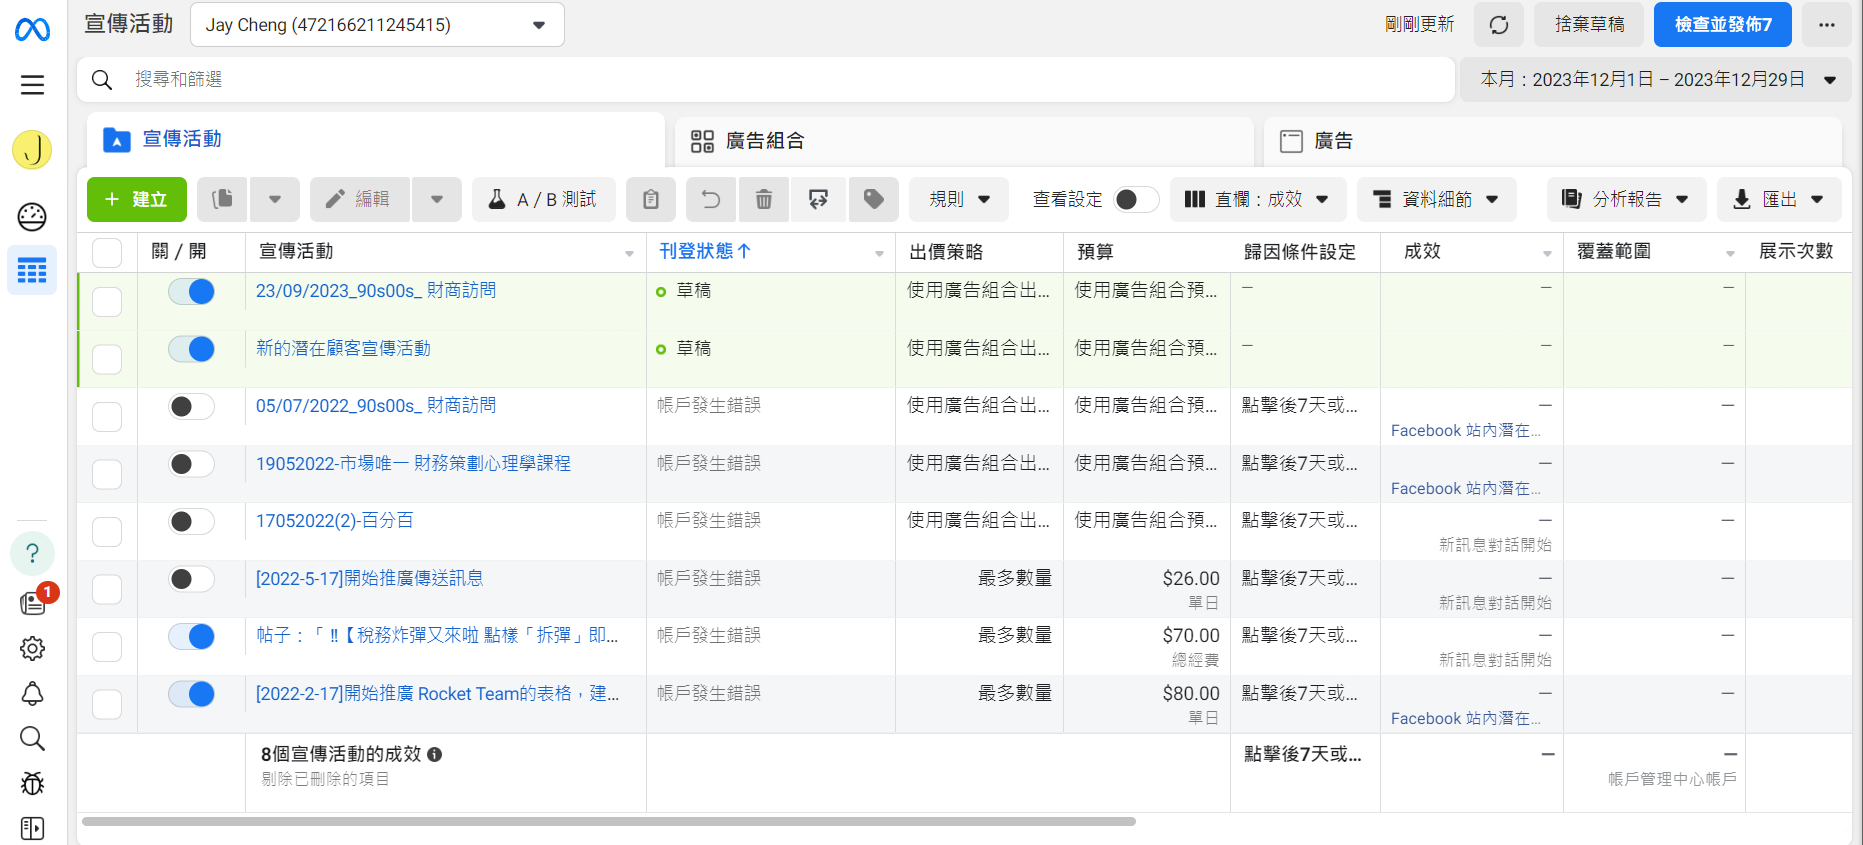 宣傳活動
Jay Cheng (472166211245415)
剛剛更新
捨棄草稿
檢查並發佈7
搜尋和篩選
本月：2023年12月1日 – 2023年12月29日
宣傳活動
廣告組合
廣告
+ 建立
編輯
A / B 測試
規則
查看設定
直欄：成效
資料細節
分析報告
匯出
關 / 開
宣傳活動
刊登狀態↑
出價策略
預算
歸因條件設定
成效
覆蓋範圍
展示次數
23/09/2023_90s00s_ 財商訪問
草稿
使用廣告組合出...
使用廣告組合預...
—
—
—
新的潛在顧客宣傳活動
草稿
使用廣告組合出...
使用廣告組合預...
—
—
—
05/07/2022_90s00s_ 財商訪問
帳戶發生錯誤
使用廣告組合出...
使用廣告組合預...
點擊後7天或...
—
Facebook 站內潛在...
—
19052022-市場唯一 財務策劃心理學課程
帳戶發生錯誤
使用廣告組合出...
使用廣告組合預...
點擊後7天或...
—
Facebook 站內潛在...
—
17052022(2)-百分百
帳戶發生錯誤
使用廣告組合出...
使用廣告組合預...
點擊後7天或...
—
新訊息對話開始
—
[2022-5-17]開始推廣傳送訊息
帳戶發生錯誤
最多數量
$26.00
單日
點擊後7天或...
—
新訊息對話開始
—
帖子：「 ‼【稅務炸彈又來啦 點樣「拆彈」即...
帳戶發生錯誤
最多數量
$70.00
總經費
點擊後7天或...
—
新訊息對話開始
—
[2022-2-17]開始推廣 Rocket Team的表格，建...
帳戶發生錯誤
最多數量
$80.00
單日
點擊後7天或...
—
Facebook 站內潛在...
—
8個宣傳活動的成效
剔除已刪除的項目
點擊後7天或...
—
—
帳戶管理中心帳戶
J
?
1